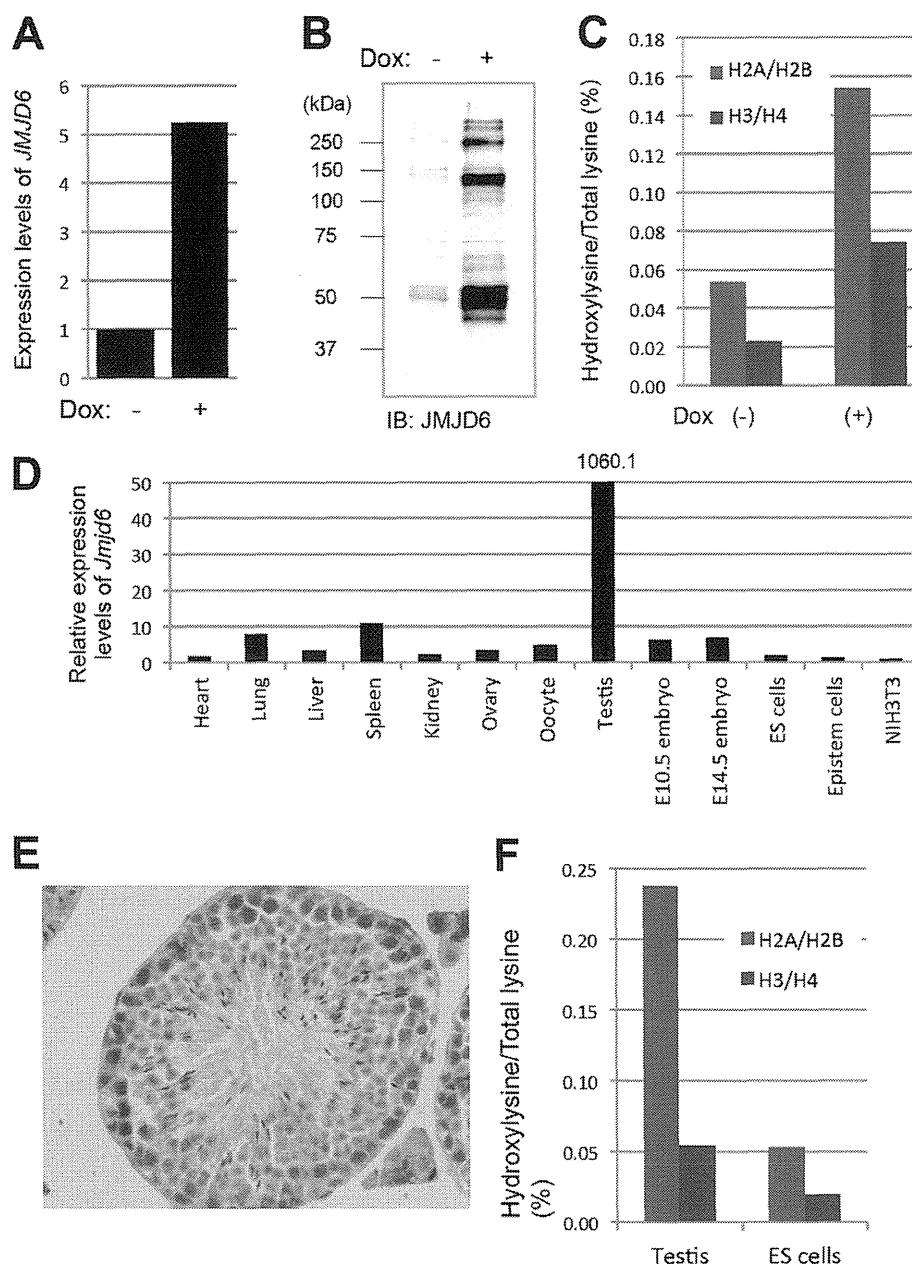 A
Expression levels of JMJD6
6
5
4
3
2
1
0
Dox: - +
B
Dox: - +
(kDa)
250
150
100
75
50
37
IB: JMJD6
C
Hydroxylysine/Total lysine (%)
0.18
0.16
0.14
0.12
0.10
0.08
0.06
0.04
0.02
0.00
H2A/H2B
H3/H4
Dox (-) (+)
D
Relative expression
levels of Jmjd6
1060.1
50
40
30
20
10
0
Heart
Lung
Liver
Spleen
Kidney
Ovary
Oocyte
Testis
E10.5 embryo
E14.5 embryo
ES cells
Epistem cells
NIH3T3
E
F
Hydroxylysine/Total lysine
(%)
0.25
0.20
0.15
0.10
0.05
0.00
H2A/H2B
H3/H4
Testis ES cells